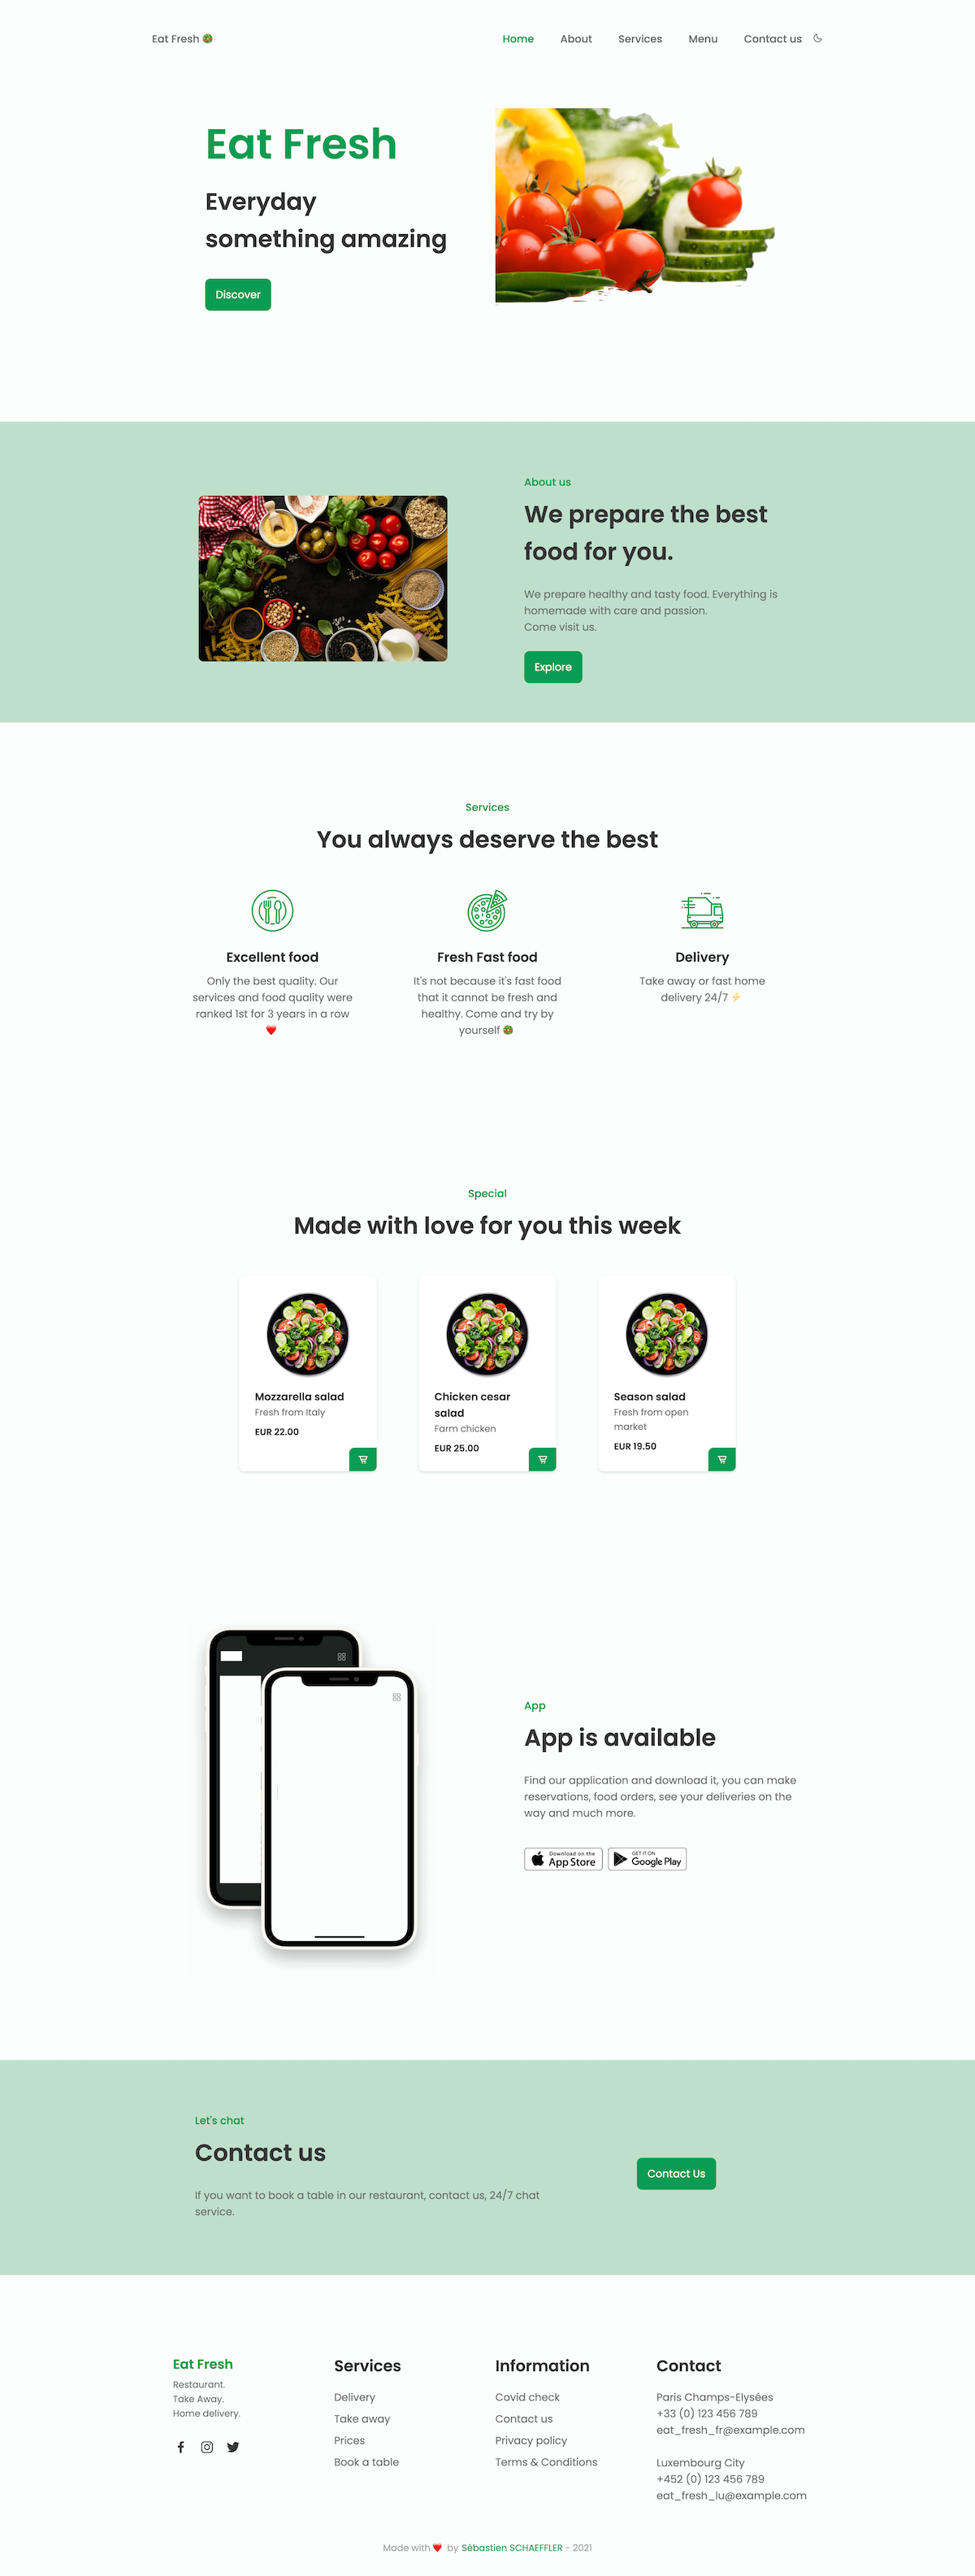 Eat Fresh 🥗
Home About Services Menu Contact us
Eat Fresh
Everyday
something amazing
Discover
About us
We prepare the best
food for you.
We prepare healthy and tasty food. Everything is
homemade with care and passion.
Come visit us.
Explore
Services
You always deserve the best
Excellent food
Only the best quality. Our
services and food quality were
ranked 1st for 3 years in a row
❤️
Fresh Fast food
It's not because it's fast food
that it cannot be fresh and
healthy. Come and try by
yourself 🥗
Delivery
Take away or fast home
delivery 24/7 ⚡
Special
Made with love for you this week
Mozzarella salad
Fresh from Italy
EUR 22.00
Chicken cesar
salad
Farm chicken
EUR 25.00
Season salad
Fresh from open
market
EUR 19.50
App
App is available
Find our application and download it, you can make
reservations, food orders, see your deliveries on the
way and much more.
Download on the
App Store
GET IT ON
Google Play
Let's chat
Contact us
If you want to book a table in our restaurant, contact us, 24/7 chat
service.
Contact Us
Eat Fresh
Restaurant.
Take Away.
Home delivery.
Services
Delivery
Take away
Prices
Book a table
Information
Covid check
Contact us
Privacy policy
Terms & Conditions
Contact
Paris Champs-Elysées
+33 (0) 123 456 789
eat_fresh_fr@example.com
Luxembourg City
+452 (0) 123 456 789
eat_fresh_lu@example.com
Made with ❤️ by Sébastien SCHAEFFLER - 2021